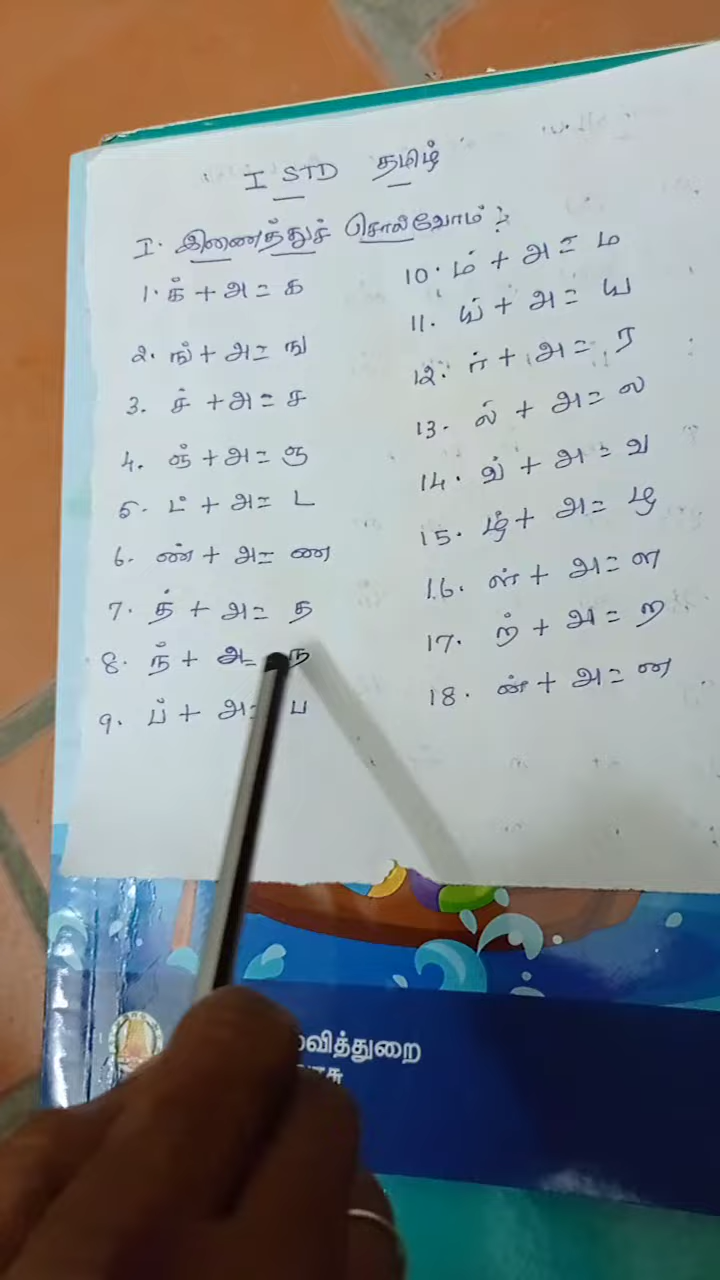 I STD தமிழ்
I. இணைத்துச் சொல்வோம் :
1. க் + அ = க
2. ங் + அ = ங
3. ச் + அ = ச
4. ஞ் + அ = ஞ
5. ட் + அ = ட
6. ண் + அ = ண
7. த் + அ = த
8. ந் + அ = ந
9. ப் + அ = ப
10. ம் + அ = ம
11. ய் + அ = ய
12. ர் + அ = ர
13. ல் + அ = ல
14. வ் + அ = வ
15. ழ் + அ = ழ
16. ள் + அ = ள
17. ற் + அ = ற
18. ன் + அ = ன